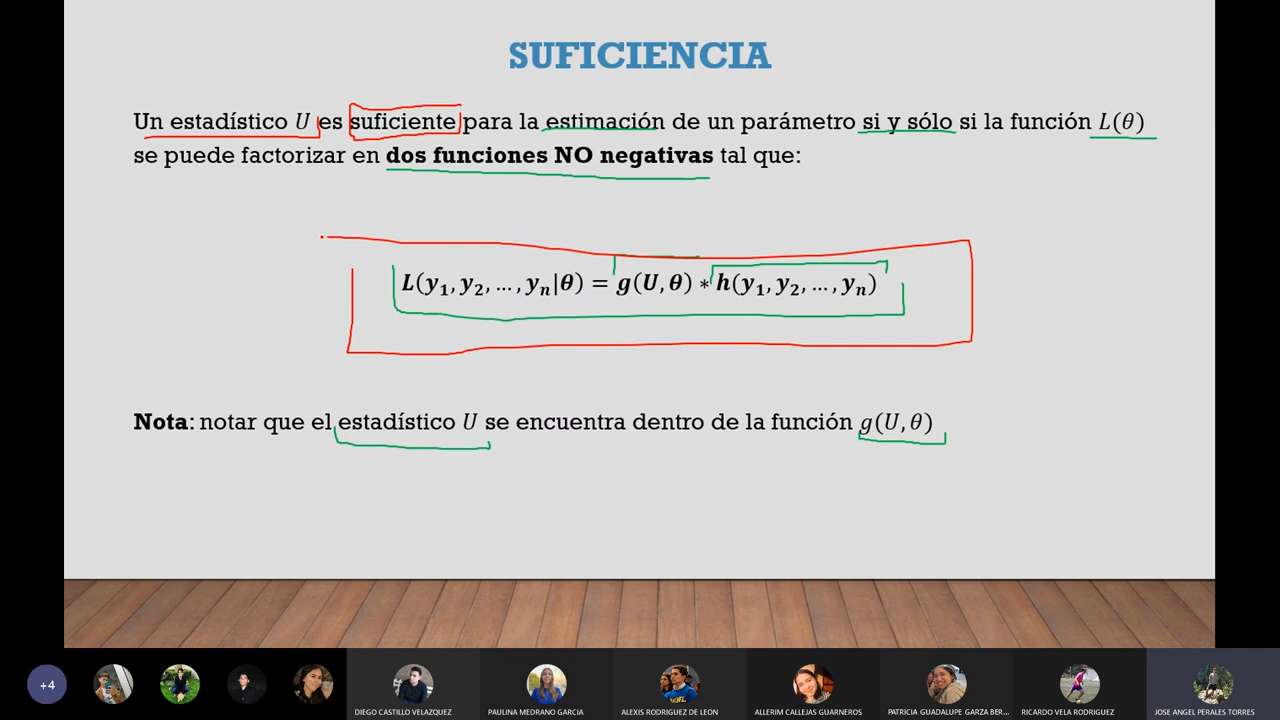 SUFICIENCIA
Un estadístico U es suficiente para la estimación de un parámetro si y sólo si la función L(θ)
se puede factorizar en dos funciones NO negativas tal que:
L(y₁, y₂, … , yₙ|θ) = g(U, θ) * h(y₁, y₂, … , yₙ)
Nota: notar que el estadístico U se encuentra dentro de la función g(U, θ)
+4
DIEGO CASTILLO VELAZQUEZ
PAULINA MEDRANO GARCIA
ALEXIS RODRIGUEZ DE LEON
ALLERIM CALLEJAS GUARNEROS
PATRICIA GUADALUPE GARZA BER...
RICARDO VELA RODRIGUEZ
JOSE ANGEL PERALES TORRES